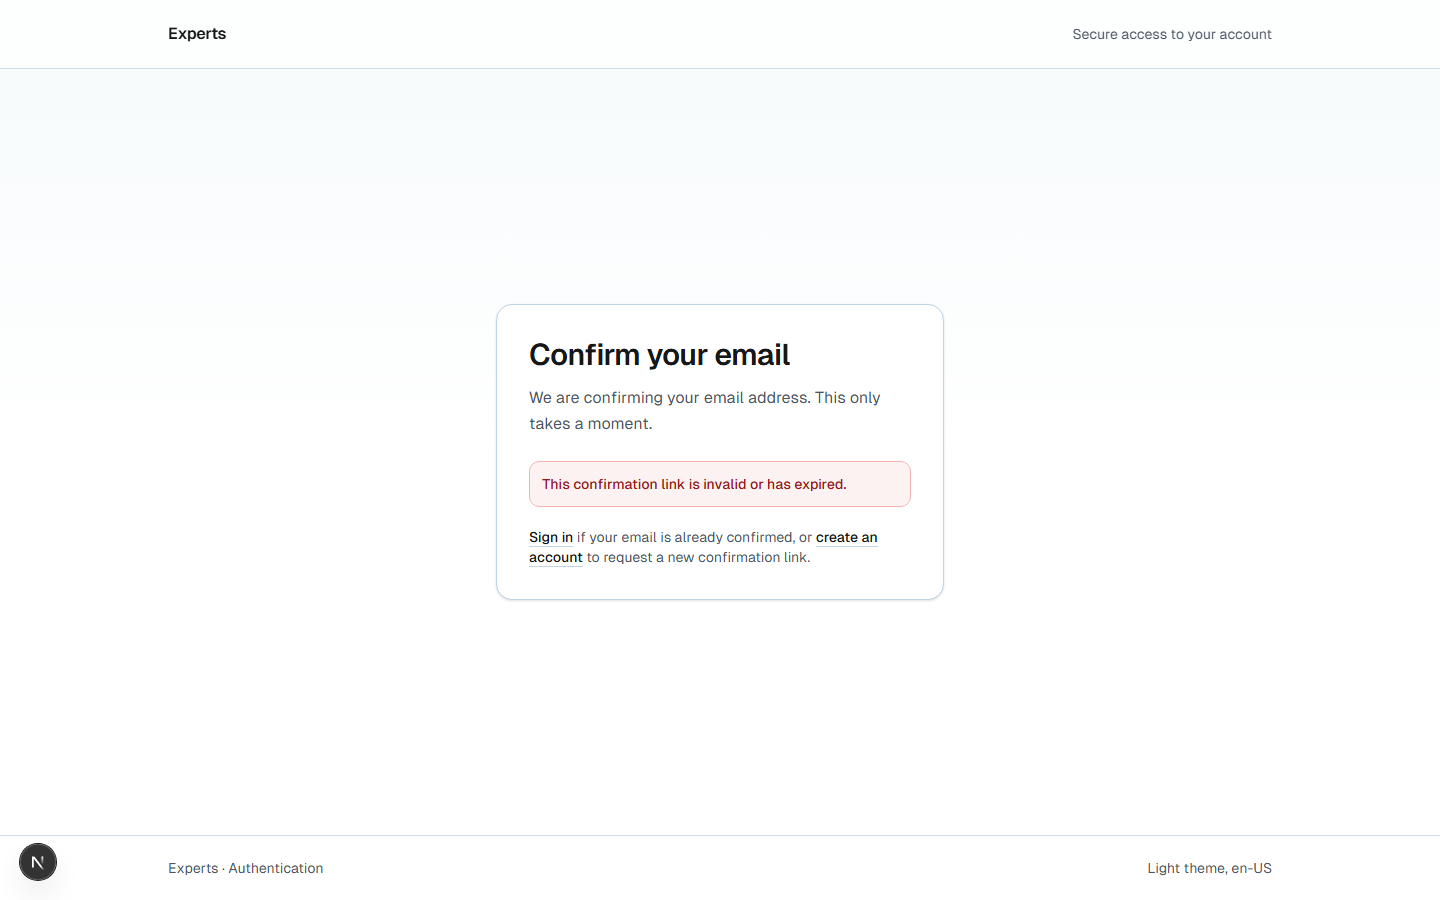 Experts
Secure access to your account
Confirm your email
We are confirming your email address. This only
takes a moment.
This confirmation link is invalid or has expired.
Sign in if your email is already confirmed, or create an
account to request a new confirmation link.
N
Experts · Authentication
Light theme, en-US